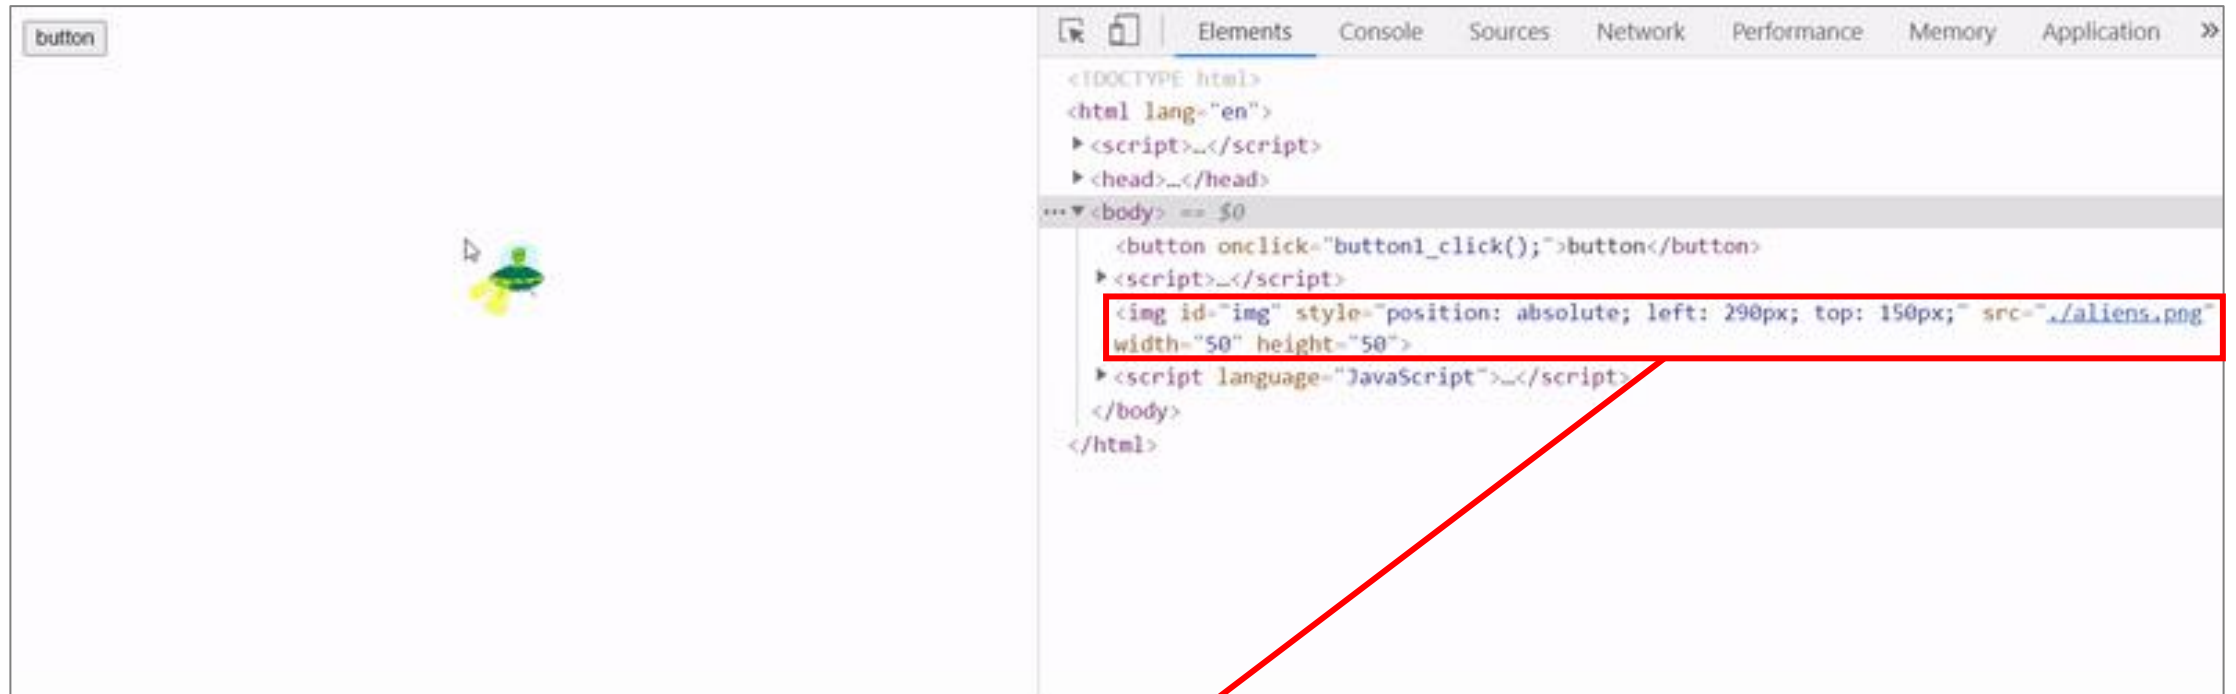 button
Elements Console Sources Network Performance Memory Application »
<!DOCTYPE html>
<html lang="en">
<script>…</script>
<head>…</head>
<body> == $0
<button onclick="button1_click();">button</button>
<script>…</script>
<img id="img" style="position: absolute; left: 290px; top: 150px;" src="./aliens.png"
width="50" height="50">
<script language="JavaScript">…</script>
</body>
</html>